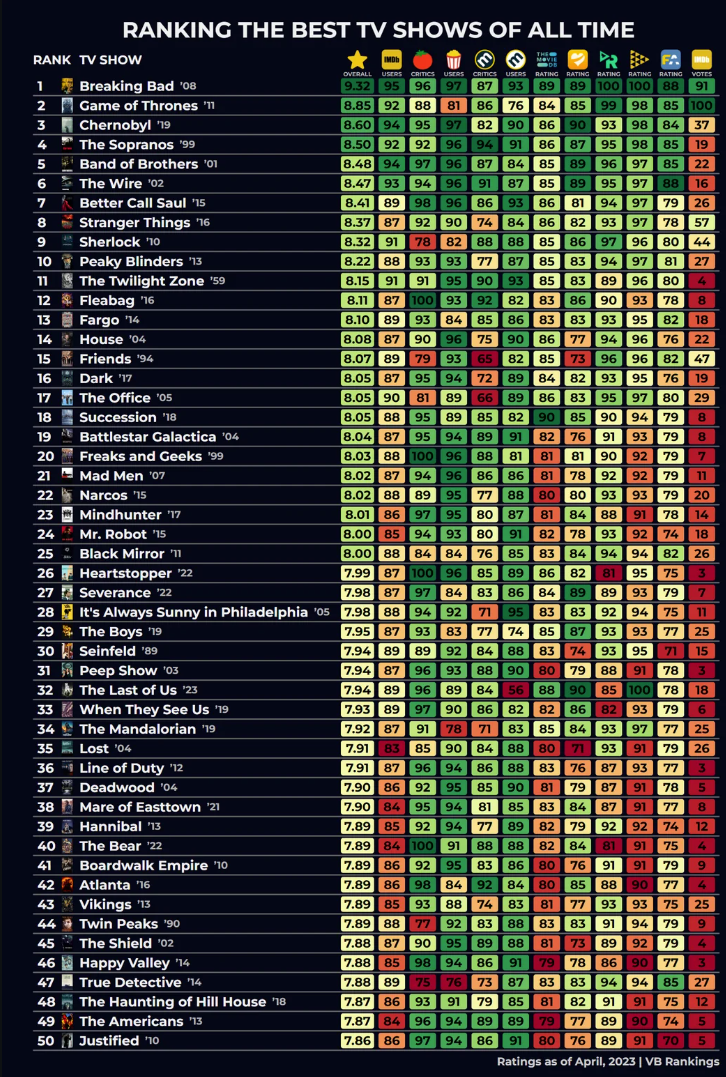 RANKING THE BEST TV SHOWS OF ALL TIME
RANK TV SHOW IMDb IMDb
OVERALL USERS CRITICS USERS CRITICS USERS RATING RATING RATING RATING RATING VOTES
THE MOVIE DB
1 Breaking Bad '08 9.32 95 96 97 87 93 89 89 100 100 88 91
2 Game of Thrones '11 8.85 92 88 81 86 76 84 85 99 98 85 100
3 Chernobyl '19 8.60 94 95 97 82 90 86 90 93 98 84 37
4 The Sopranos '99 8.50 92 92 96 94 91 86 87 95 98 85 19
5 Band of Brothers '01 8.48 94 97 96 87 84 85 89 96 97 85 22
6 The Wire '02 8.47 93 94 96 91 87 85 89 95 97 88 16
7 Better Call Saul '15 8.41 89 98 96 86 93 86 81 94 97 79 26
8 Stranger Things '16 8.37 87 92 90 74 84 86 82 93 97 78 57
9 Sherlock '10 8.32 91 78 82 88 88 85 86 97 96 80 44
10 Peaky Blinders '13 8.22 88 93 93 77 87 85 83 94 97 81 27
11 The Twilight Zone '59 8.15 91 91 95 90 93 85 83 89 96 80 4
12 Fleabag '16 8.11 87 100 93 92 82 83 86 90 93 78 8
13 Fargo '14 8.10 89 93 84 85 86 83 83 93 95 82 18
14 House '04 8.08 87 90 96 75 90 86 77 94 96 76 22
15 Friends '94 8.07 89 79 93 65 82 85 73 96 96 82 47
16 Dark '17 8.05 87 95 94 72 89 84 82 93 95 76 19
17 The Office '05 8.05 90 81 89 66 89 86 83 95 97 80 29
18 Succession '18 8.05 88 95 89 85 82 90 85 90 94 79 8
19 Battlestar Galactica '04 8.04 87 95 94 89 91 82 76 91 93 79 8
20 Freaks and Geeks '99 8.03 88 100 96 88 81 81 81 90 92 79 7
21 Mad Men '07 8.02 87 94 96 86 86 81 78 92 92 79 11
22 Narcos '15 8.02 88 89 95 77 88 80 80 93 93 79 20
23 Mindhunter '17 8.01 86 97 95 80 87 81 84 88 91 78 14
24 Mr. Robot '15 8.00 85 94 93 80 91 82 78 93 92 74 18
25 Black Mirror '11 8.00 88 84 84 76 85 83 84 94 94 82 26
26 Heartstopper '22 7.99 87 100 96 85 89 86 82 81 95 75 3
27 Severance '22 7.98 87 97 84 83 86 84 89 89 93 79 7
28 It's Always Sunny in Philadelphia '05 7.98 88 94 92 71 95 83 83 92 94 75 11
29 The Boys '19 7.95 87 93 83 77 74 85 87 93 93 77 25
30 Seinfeld '89 7.94 89 89 92 84 88 83 74 93 95 71 15
31 Peep Show '03 7.94 87 96 93 88 90 80 79 88 91 78 3
32 The Last of Us '23 7.94 89 96 89 84 56 88 90 85 100 78 18
33 When They See Us '19 7.93 89 97 90 86 82 82 86 82 93 79 6
34 The Mandalorian '19 7.92 87 91 78 71 83 85 84 93 97 77 25
35 Lost '04 7.91 83 85 90 84 88 80 71 93 91 79 26
36 Line of Duty '12 7.91 87 96 94 86 88 83 76 87 93 77 3
37 Deadwood '04 7.90 86 92 95 85 90 81 79 87 91 78 5
38 Mare of Easttown '21 7.90 84 95 94 81 85 83 84 87 91 77 8
39 Hannibal '13 7.89 85 92 94 77 89 82 79 92 92 74 12
40 The Bear '22 7.89 84 100 91 88 88 82 84 81 91 75 4
41 Boardwalk Empire '10 7.89 86 92 95 83 86 80 76 91 91 79 9
42 Atlanta '16 7.89 86 98 84 92 84 80 85 88 90 77 4
43 Vikings '13 7.89 85 93 88 74 83 81 77 93 93 75 25
44 Twin Peaks '90 7.89 88 77 92 83 88 83 83 91 94 79 9
45 The Shield '02 7.88 87 90 95 89 88 81 73 89 92 79 4
46 Happy Valley '14 7.88 85 98 94 86 91 79 78 86 90 77 3
47 True Detective '14 7.88 89 75 76 73 87 83 83 94 94 85 27
48 The Haunting of Hill House '18 7.87 86 93 91 79 85 81 82 91 91 75 12
49 The Americans '13 7.87 84 96 94 89 89 79 77 89 90 74 5
50 Justified '10 7.86 86 97 94 86 91 80 76 89 91 70 5
Ratings as of April, 2023 | VB Rankings